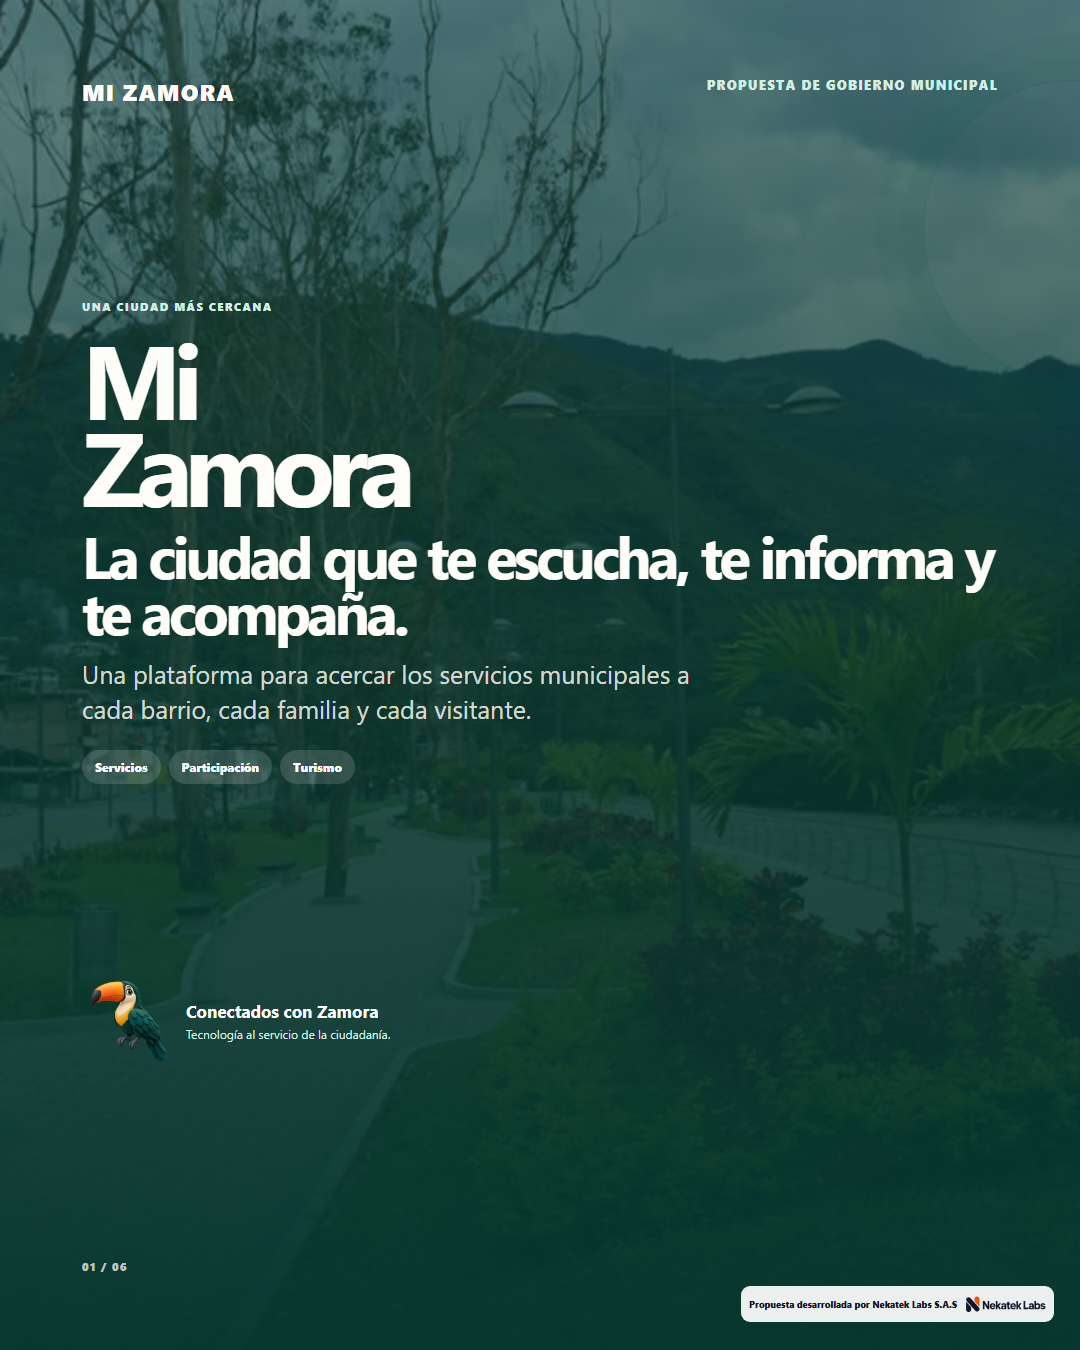 MI ZAMORA
PROPUESTA DE GOBIERNO MUNICIPAL
UNA CIUDAD MÁS CERCANA
Mi
Zamora
La ciudad que te escucha, te informa y
te acompaña.
Una plataforma para acercar los servicios municipales a
cada barrio, cada familia y cada visitante.
Servicios Participación Turismo
Conectados con Zamora
Tecnología al servicio de la ciudadanía.
01 / 06
Propuesta desarrollada por Nekatek Labs S.A.S Nekatek Labs